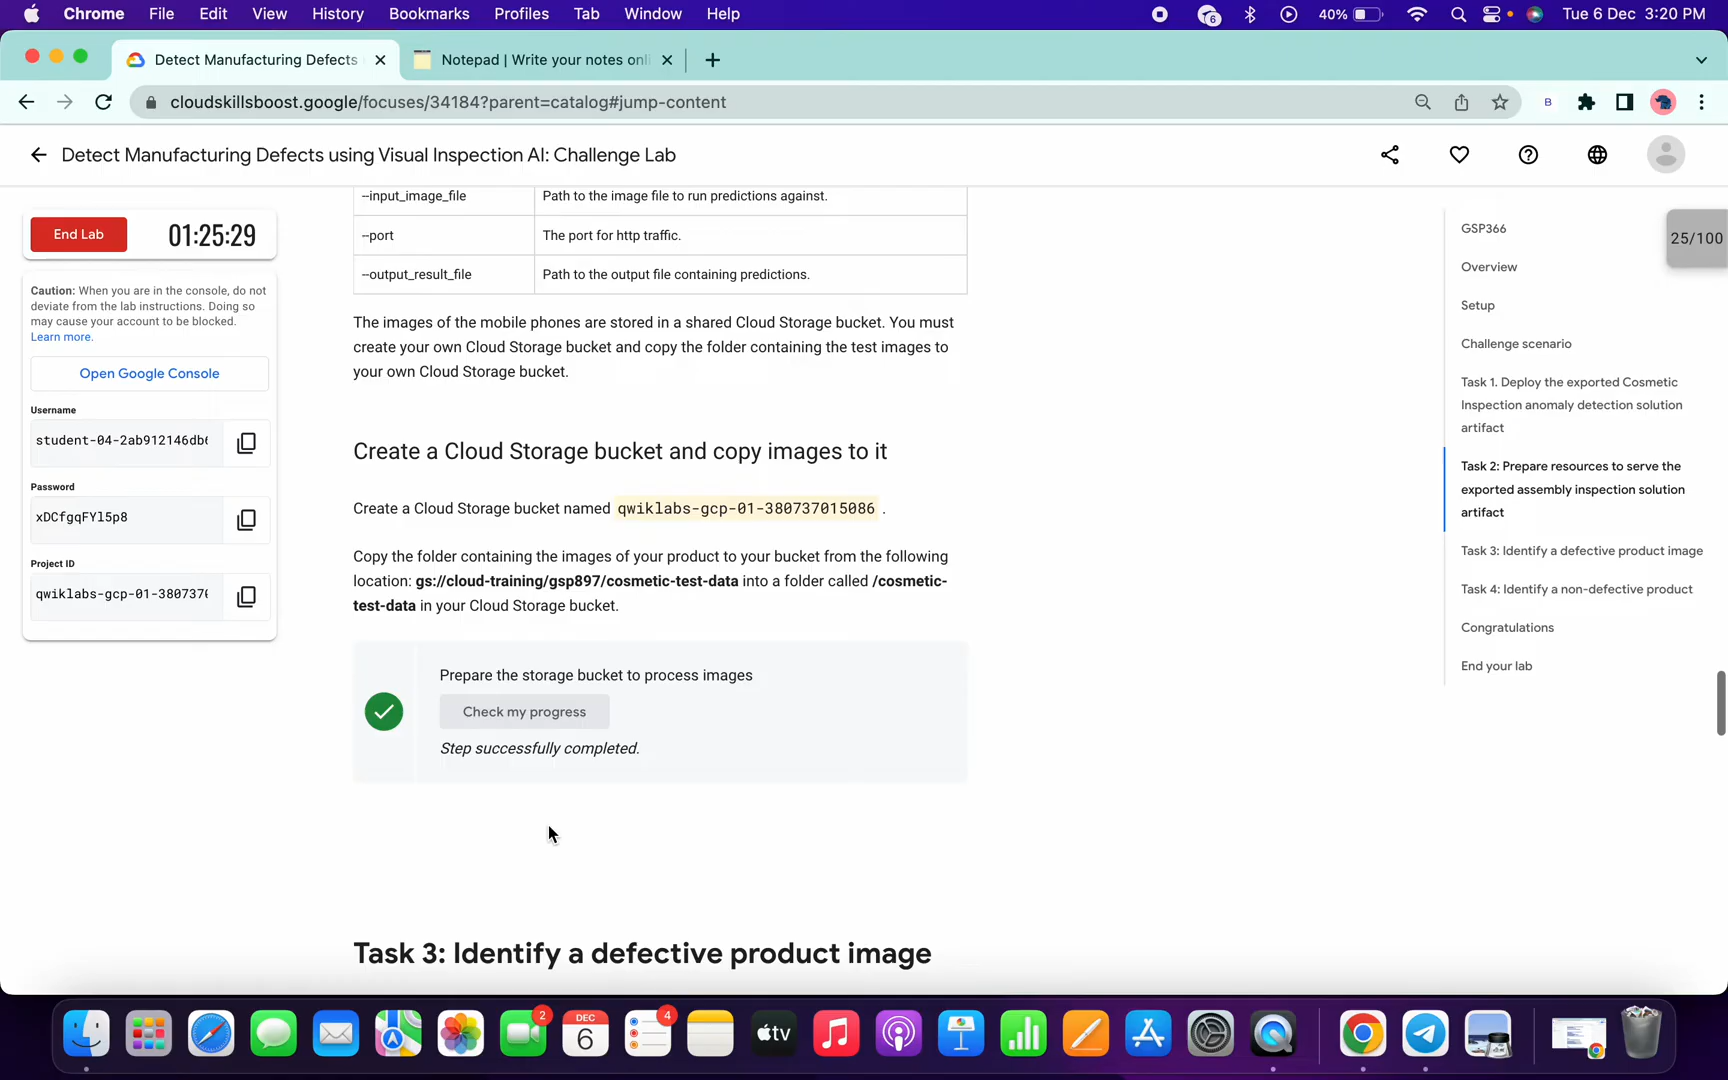 Chrome File Edit View History Bookmarks Profiles Tab Window Help 6 40% Tue 6 Dec 3:20 PM
Detect Manufacturing Defects Notepad | Write your notes onl
cloudskillsboost.google/focuses/34184?parent=catalog#jump-content B
Detect Manufacturing Defects using Visual Inspection AI: Challenge Lab
End Lab 01:25:29
Caution: When you are in the console, do not
deviate from the lab instructions. Doing so
may cause your account to be blocked.
Learn more.
Open Google Console
Username
student-04-2ab912146db
Password
xDCfgqFYl5p8
Project ID
qwiklabs-gcp-01-380737
--input_image_file Path to the image file to run predictions against.
--port The port for http traffic.
--output_result_file Path to the output file containing predictions.
The images of the mobile phones are stored in a shared Cloud Storage bucket. You must
create your own Cloud Storage bucket and copy the folder containing the test images to
your own Cloud Storage bucket.
Create a Cloud Storage bucket and copy images to it
Create a Cloud Storage bucket named qwiklabs-gcp-01-380737015086 .
Copy the folder containing the images of your product to your bucket from the following
location: gs://cloud-training/gsp897/cosmetic-test-data into a folder called /cosmetic-
test-data in your Cloud Storage bucket.
Prepare the storage bucket to process images
Check my progress
Step successfully completed.
Task 3: Identify a defective product image
GSP366
25/100
Overview
Setup
Challenge scenario
Task 1. Deploy the exported Cosmetic
Inspection anomaly detection solution
artifact
Task 2: Prepare resources to serve the
exported assembly inspection solution
artifact
Task 3: Identify a defective product image
Task 4: Identify a non-defective product
Congratulations
End your lab
2 DEC 6 4 tv